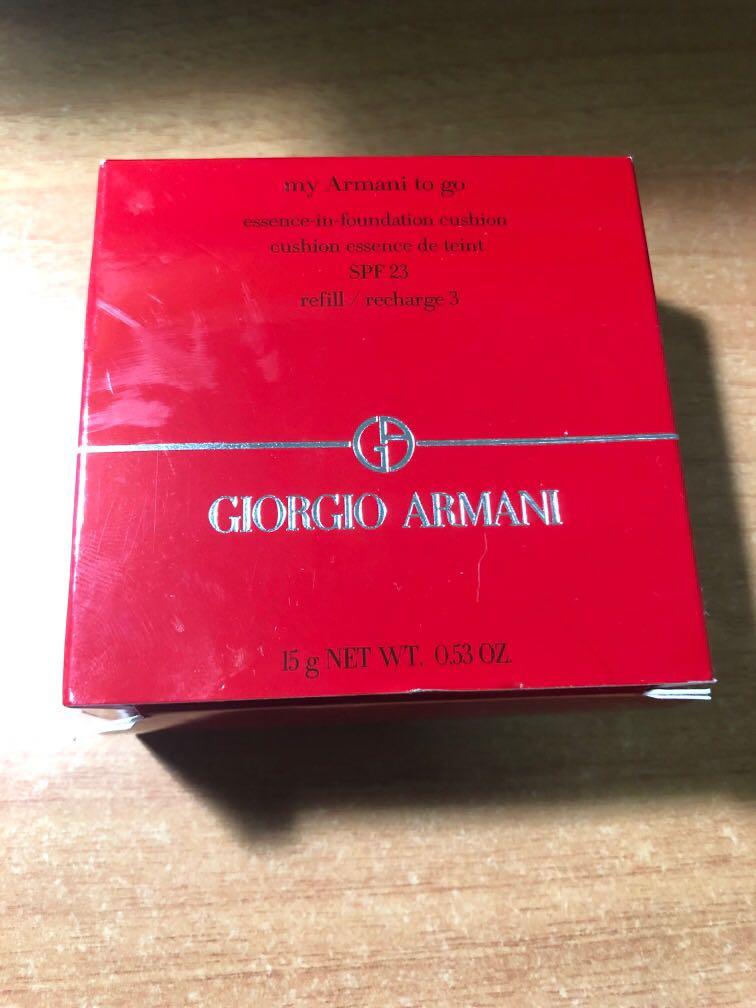 my Armani to go
essence-in-foundation cushion
cushion essence de teint
SPF 23
refill / recharge 3
GA
GIORGIO ARMANI
15 g NET WT. 0.53 OZ.